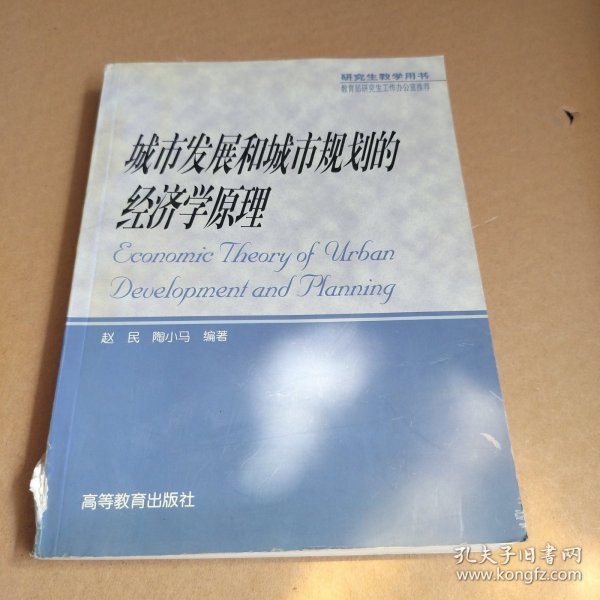 研究生教学用书
教育部研究生工作办公室推荐
城市发展和城市规划的
经济学原理
Economic Theory of Urban
Development and Planning
赵 民 陶小马 编著
高等教育出版社
孔夫子旧书网
www.kongfz.com